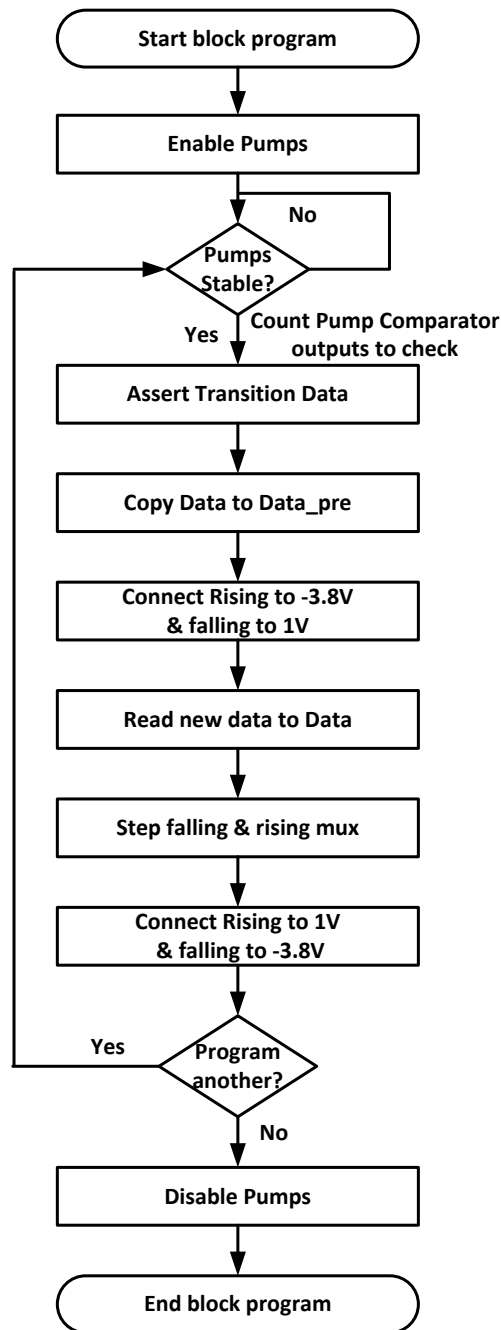 Start block program
Enable Pumps
No
Pumps
Stable?
Yes
Count Pump Comparator
outputs to check
Assert Transition Data
Copy Data to Data_pre
Connect Rising to -3.8V
& falling to 1V
Read new data to Data
Step falling & rising mux
Connect Rising to 1V
& falling to -3.8V
Yes
Program
another?
No
Disable Pumps
End block program